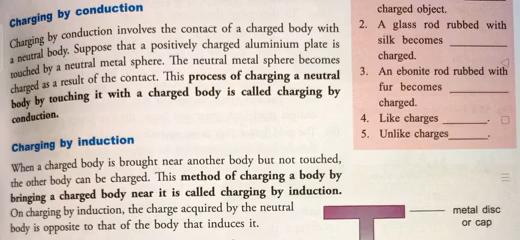 Charging by conduction
Charging by conduction involves the contact of a charged body with
a neutral body. Suppose that a positively charged aluminium plate is
touched by a neutral metal sphere. The neutral metal sphere becomes
charged as a result of the contact. This process of charging a neutral
body by touching it with a charged body is called charging by
conduction.
Charging by induction
When a charged body is brought near another body but not touched,
the other body can be charged. This method of charging a body by
bringing a charged body near it is called charging by induction.
On charging by induction, the charge acquired by the neutral
body is opposite to that of the body that induces it.
charged object.
2. A glass rod rubbed with
silk becomes ________
charged.
3. An ebonite rod rubbed with
fur becomes ________
charged.
4. Like charges ________.
5. Unlike charges________.
metal disc
or cap